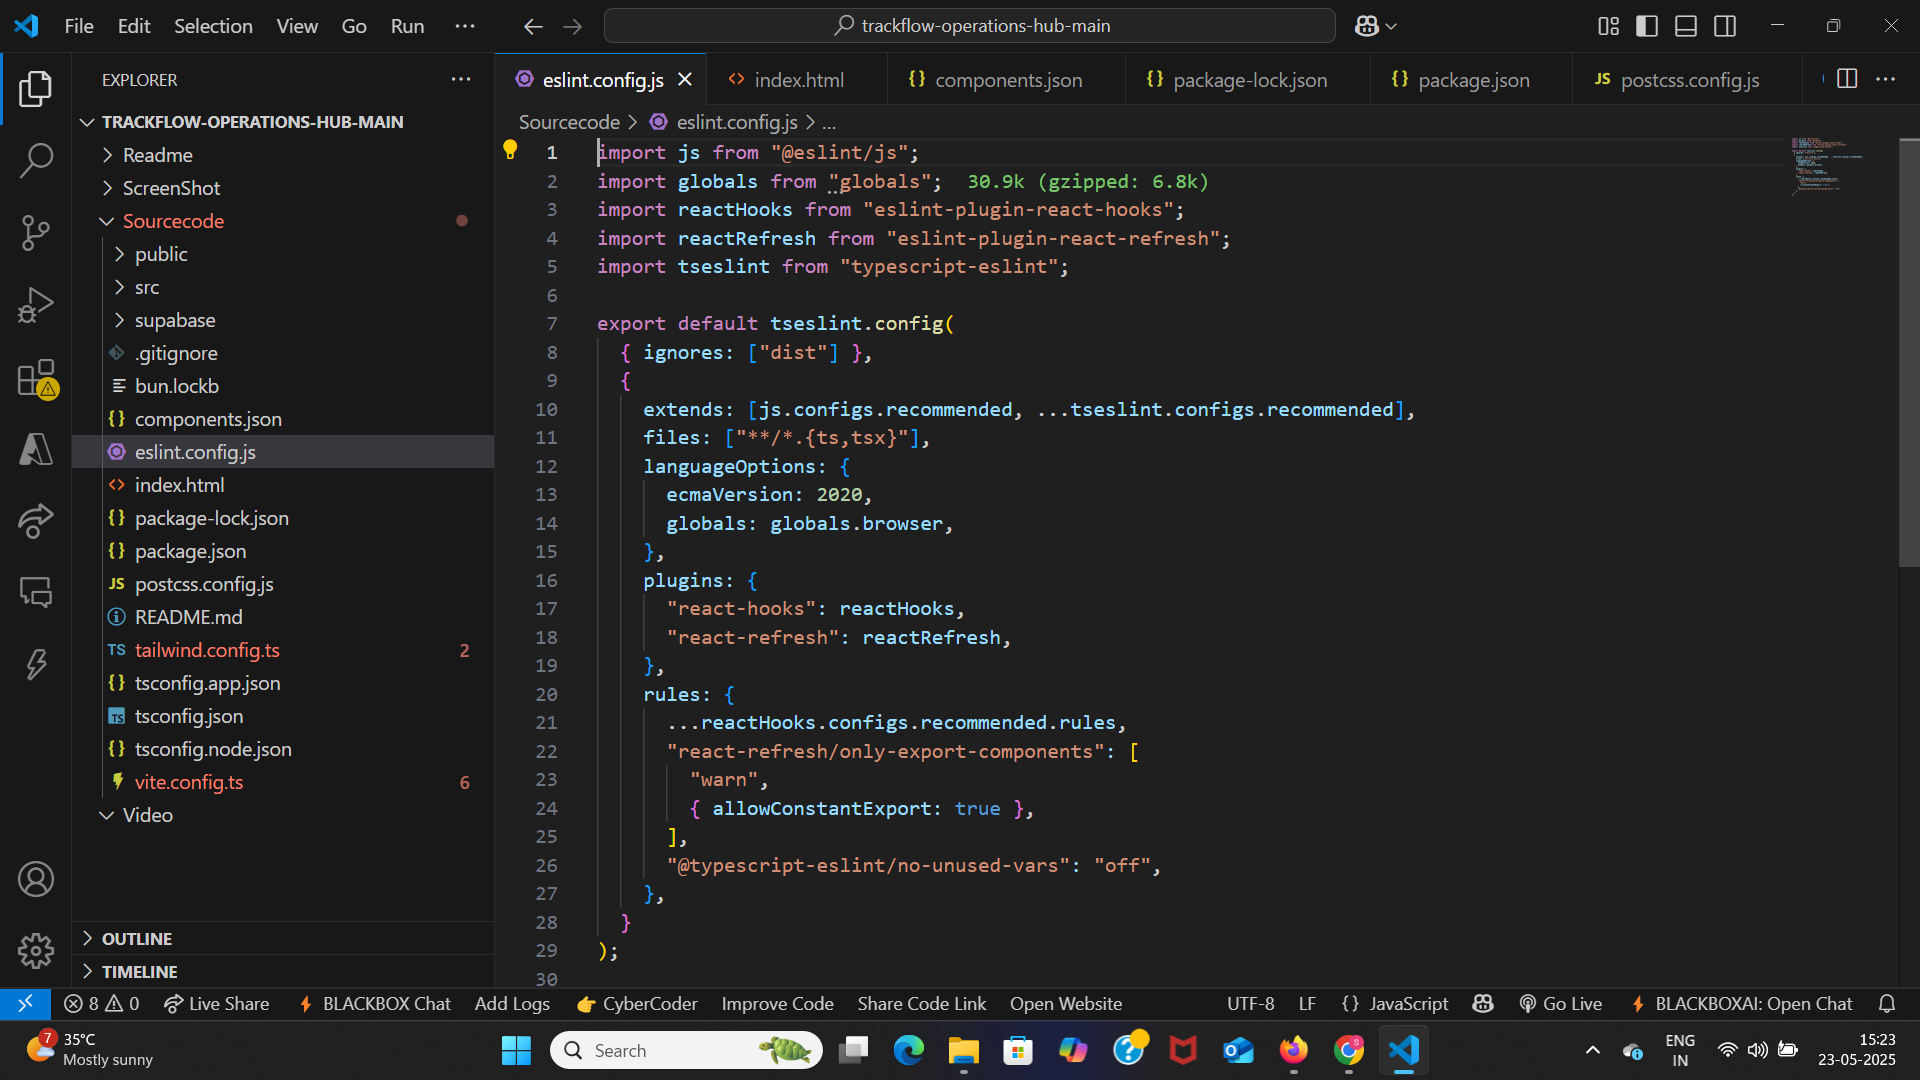 File Edit Selection View Go Run ...
trackflow-operations-hub-main
EXPLORER
TRACKFLOW-OPERATIONS-HUB-MAIN
Readme
ScreenShot
Sourcecode
public
src
supabase
.gitignore
bun.lockb
{} components.json
eslint.config.js
<> index.html
{} package-lock.json
{} package.json
JS postcss.config.js
README.md
TS tailwind.config.ts 2
{} tsconfig.app.json
TS tsconfig.json
{} tsconfig.node.json
vite.config.ts 6
Video
OUTLINE
TIMELINE
eslint.config.js <> index.html {} components.json {} package-lock.json {} package.json JS postcss.config.js
Sourcecode > eslint.config.js > ...
1 import js from "@eslint/js";
2 import globals from "globals"; 30.9k (gzipped: 6.8k)
3 import reactHooks from "eslint-plugin-react-hooks";
4 import reactRefresh from "eslint-plugin-react-refresh";
5 import tseslint from "typescript-eslint";
6
7 export default tseslint.config(
8 { ignores: ["dist"] },
9 {
10 extends: [js.configs.recommended, ...tseslint.configs.recommended],
11 files: ["**/*.{ts,tsx}"],
12 languageOptions: {
13 ecmaVersion: 2020,
14 globals: globals.browser,
15 },
16 plugins: {
17 "react-hooks": reactHooks,
18 "react-refresh": reactRefresh,
19 },
20 rules: {
21 ...reactHooks.configs.recommended.rules,
22 "react-refresh/only-export-components": [
23 "warn",
24 { allowConstantExport: true },
25 ],
26 "@typescript-eslint/no-unused-vars": "off",
27 },
28 }
29 );
30
8 0 Live Share BLACKBOX Chat Add Logs CyberCoder Improve Code Share Code Link Open Website UTF-8 LF {} JavaScript Go Live BLACKBOXAI: Open Chat
7 35°C
Mostly sunny
Search
ENG
IN
15:23
23-05-2025